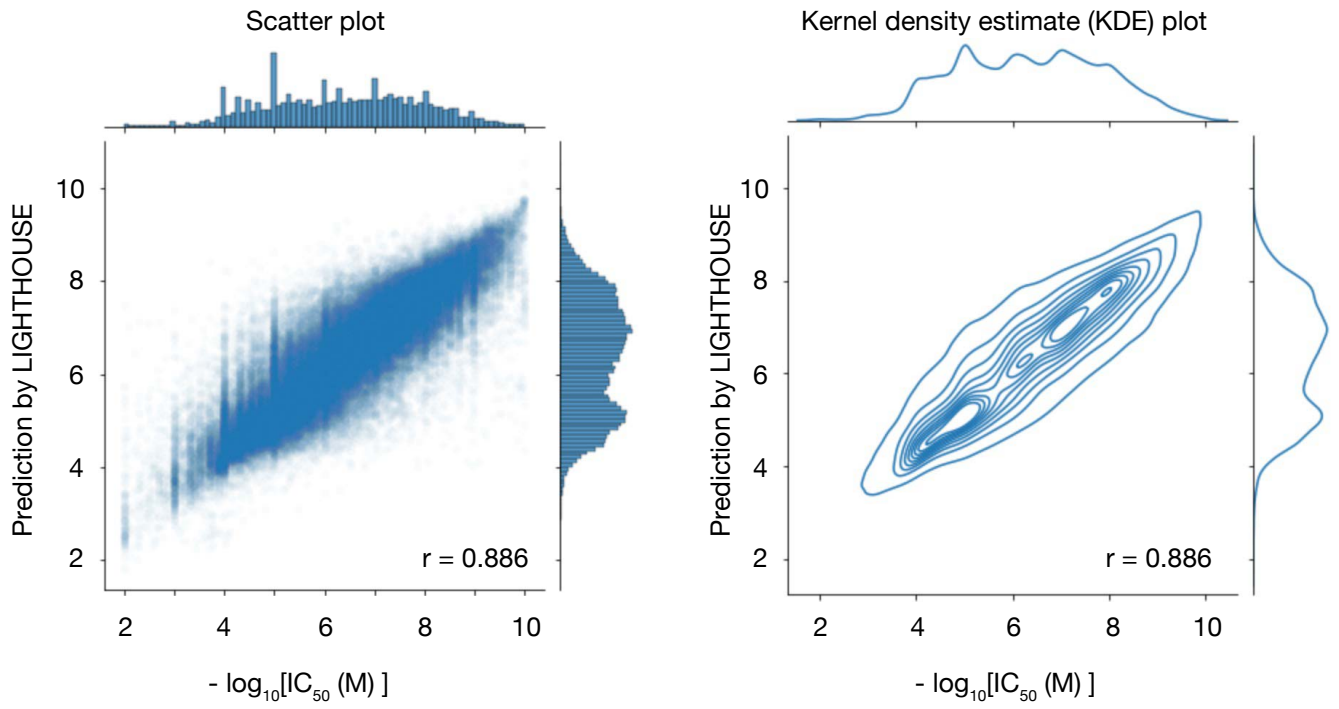 Scatter plot
10
8
6
4
2
Prediction by LIGHTHOUSE
r = 0.886
2 4 6 8 10
- log10[IC50 (M) ]
Kernel density estimate (KDE) plot
10
8
6
4
2
Prediction by LIGHTHOUSE
r = 0.886
2 4 6 8 10
- log10[IC50 (M) ]